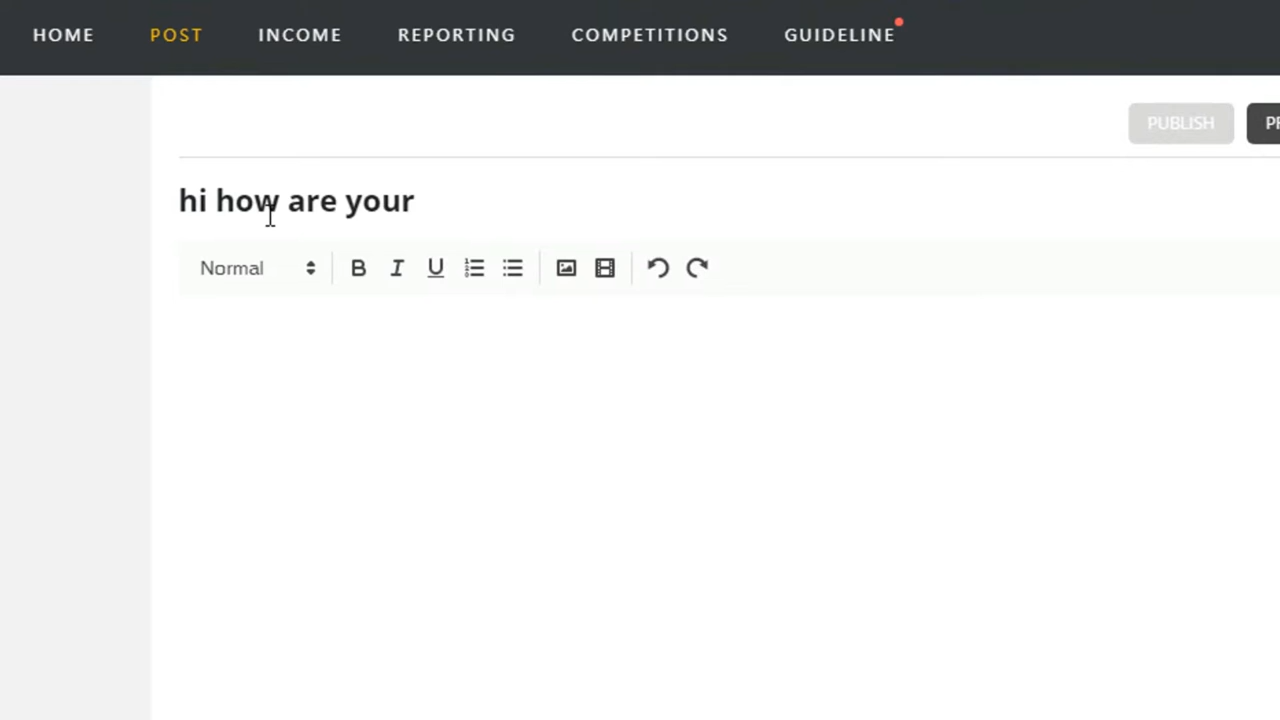 HOME POST INCOME REPORTING COMPETITIONS GUIDELINE
PUBLISH
hi how are your
Normal B I U